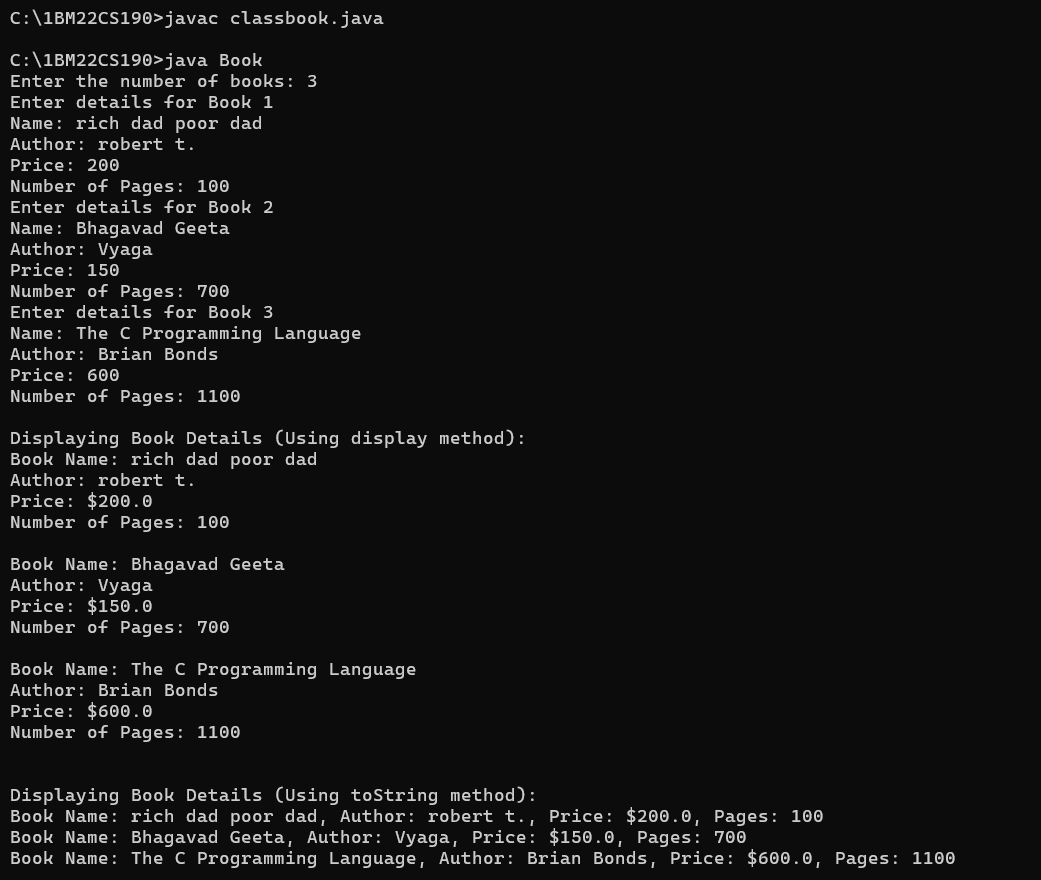 C:\1BM22CS190>javac classbook.java
C:\1BM22CS190>java Book
Enter the number of books: 3
Enter details for Book 1
Name: rich dad poor dad
Author: robert t.
Price: 200
Number of Pages: 100
Enter details for Book 2
Name: Bhagavad Geeta
Author: Vyaga
Price: 150
Number of Pages: 700
Enter details for Book 3
Name: The C Programming Language
Author: Brian Bonds
Price: 600
Number of Pages: 1100
Displaying Book Details (Using display method):
Book Name: rich dad poor dad
Author: robert t.
Price: $200.0
Number of Pages: 100
Book Name: Bhagavad Geeta
Author: Vyaga
Price: $150.0
Number of Pages: 700
Book Name: The C Programming Language
Author: Brian Bonds
Price: $600.0
Number of Pages: 1100
Displaying Book Details (Using toString method):
Book Name: rich dad poor dad, Author: robert t., Price: $200.0, Pages: 100
Book Name: Bhagavad Geeta, Author: Vyaga, Price: $150.0, Pages: 700
Book Name: The C Programming Language, Author: Brian Bonds, Price: $600.0, Pages: 1100